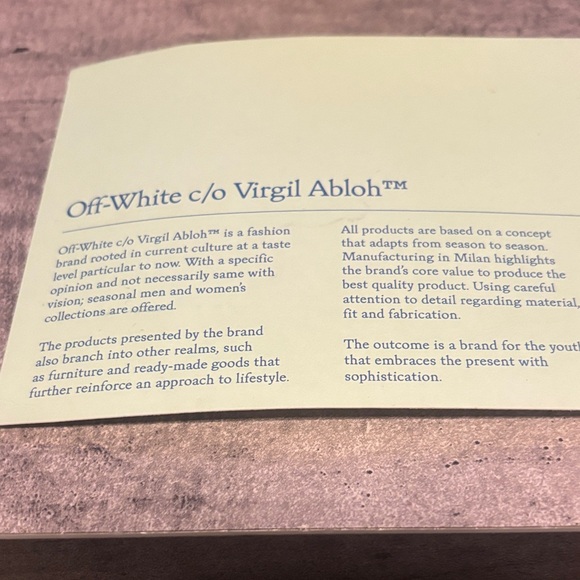 Off-White c/o Virgil Abloh™
Off-White c/o Virgil Abloh™ is a fashion
brand rooted in current culture at a taste
level particular to now. With a specific
opinion and not necessarily same with
vision; seasonal men and women's
collections are offered.
The products presented by the brand
also branch into other realms, such
as furniture and ready-made goods that
further reinforce an approach to lifestyle.
All products are based on a concept
that adapts from season to season.
Manufacturing in Milan highlights
the brand's core value to produce the
best quality product. Using careful
attention to detail regarding material,
fit and fabrication.
The outcome is a brand for the youth
that embraces the present with
sophistication.